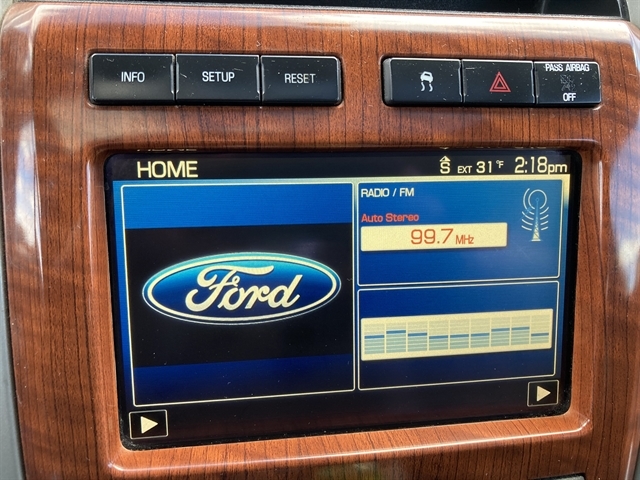 INFO SETUP RESET PASS AIRBAG
OFF
HOME S EXT 31°F 2:18pm
RADIO / FM
Auto Stereo
99.7 MHz
Ford